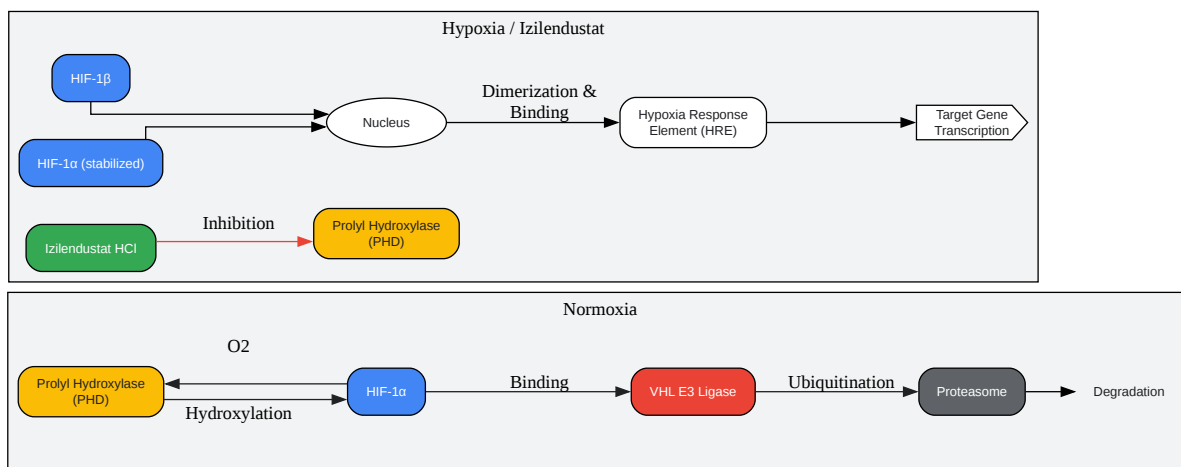 Hypoxia / Izilendustat
HIF-1β
HIF-1α (stabilized)
Nucleus
Dimerization &
Binding
Hypoxia Response
Element (HRE)
Target Gene
Transcription
Izilendustat HCl
Inhibition
Prolyl Hydroxylase
(PHD)
Normoxia
Prolyl Hydroxylase
(PHD)
O2
Hydroxylation
HIF-1α
Binding
VHL E3 Ligase
Ubiquitination
Proteasome
Degradation